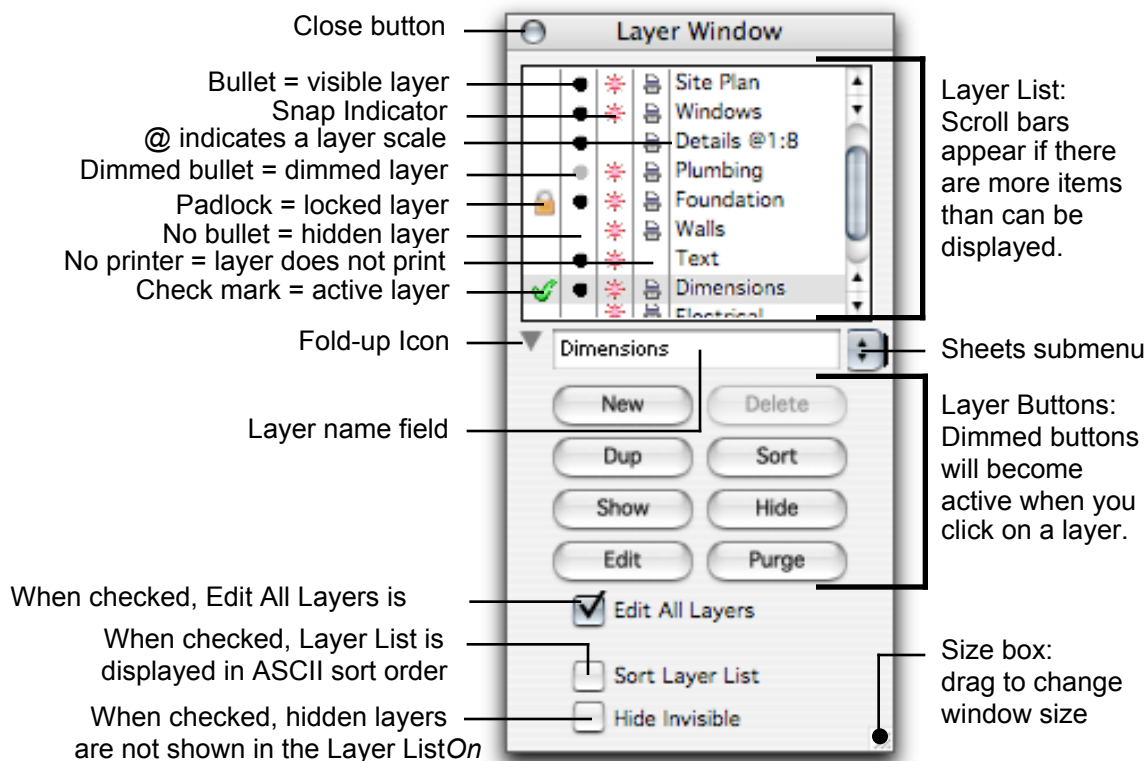 Close button
Layer Window
Bullet = visible layer
Snap Indicator
@ indicates a layer scale
Dimmed bullet = dimmed layer
Padlock = locked layer
No bullet = hidden layer
No printer = layer does not print
Check mark = active layer
Site Plan
Windows
Details @1:8
Plumbing
Foundation
Walls
Text
Dimensions
Electrical
Layer List:
Scroll bars
appear if there
are more items
than can be
displayed.
Fold-up Icon
Dimensions
Sheets submenu
Layer name field
New
Delete
Dup
Sort
Show
Hide
Edit
Purge
Layer Buttons:
Dimmed buttons
will become
active when you
click on a layer.
When checked, Edit All Layers is
Edit All Layers
When checked, Layer List is
displayed in ASCII sort order
Sort Layer List
When checked, hidden layers
are not shown in the Layer ListOn
Hide Invisible
Size box:
drag to change
window size